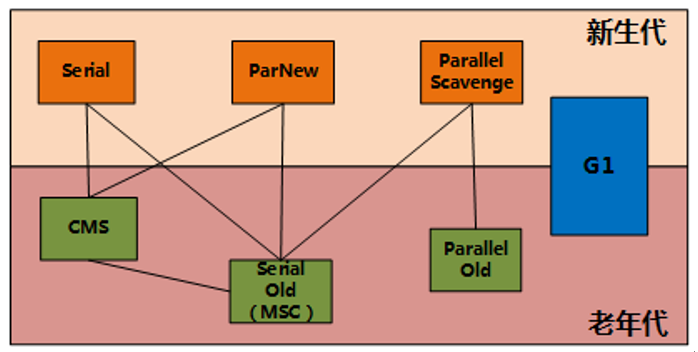 新生代
Serial
ParNew
Parallel
Scavenge
G1
CMS
Serial
Old
（MSC）
Parallel
Old
老年代